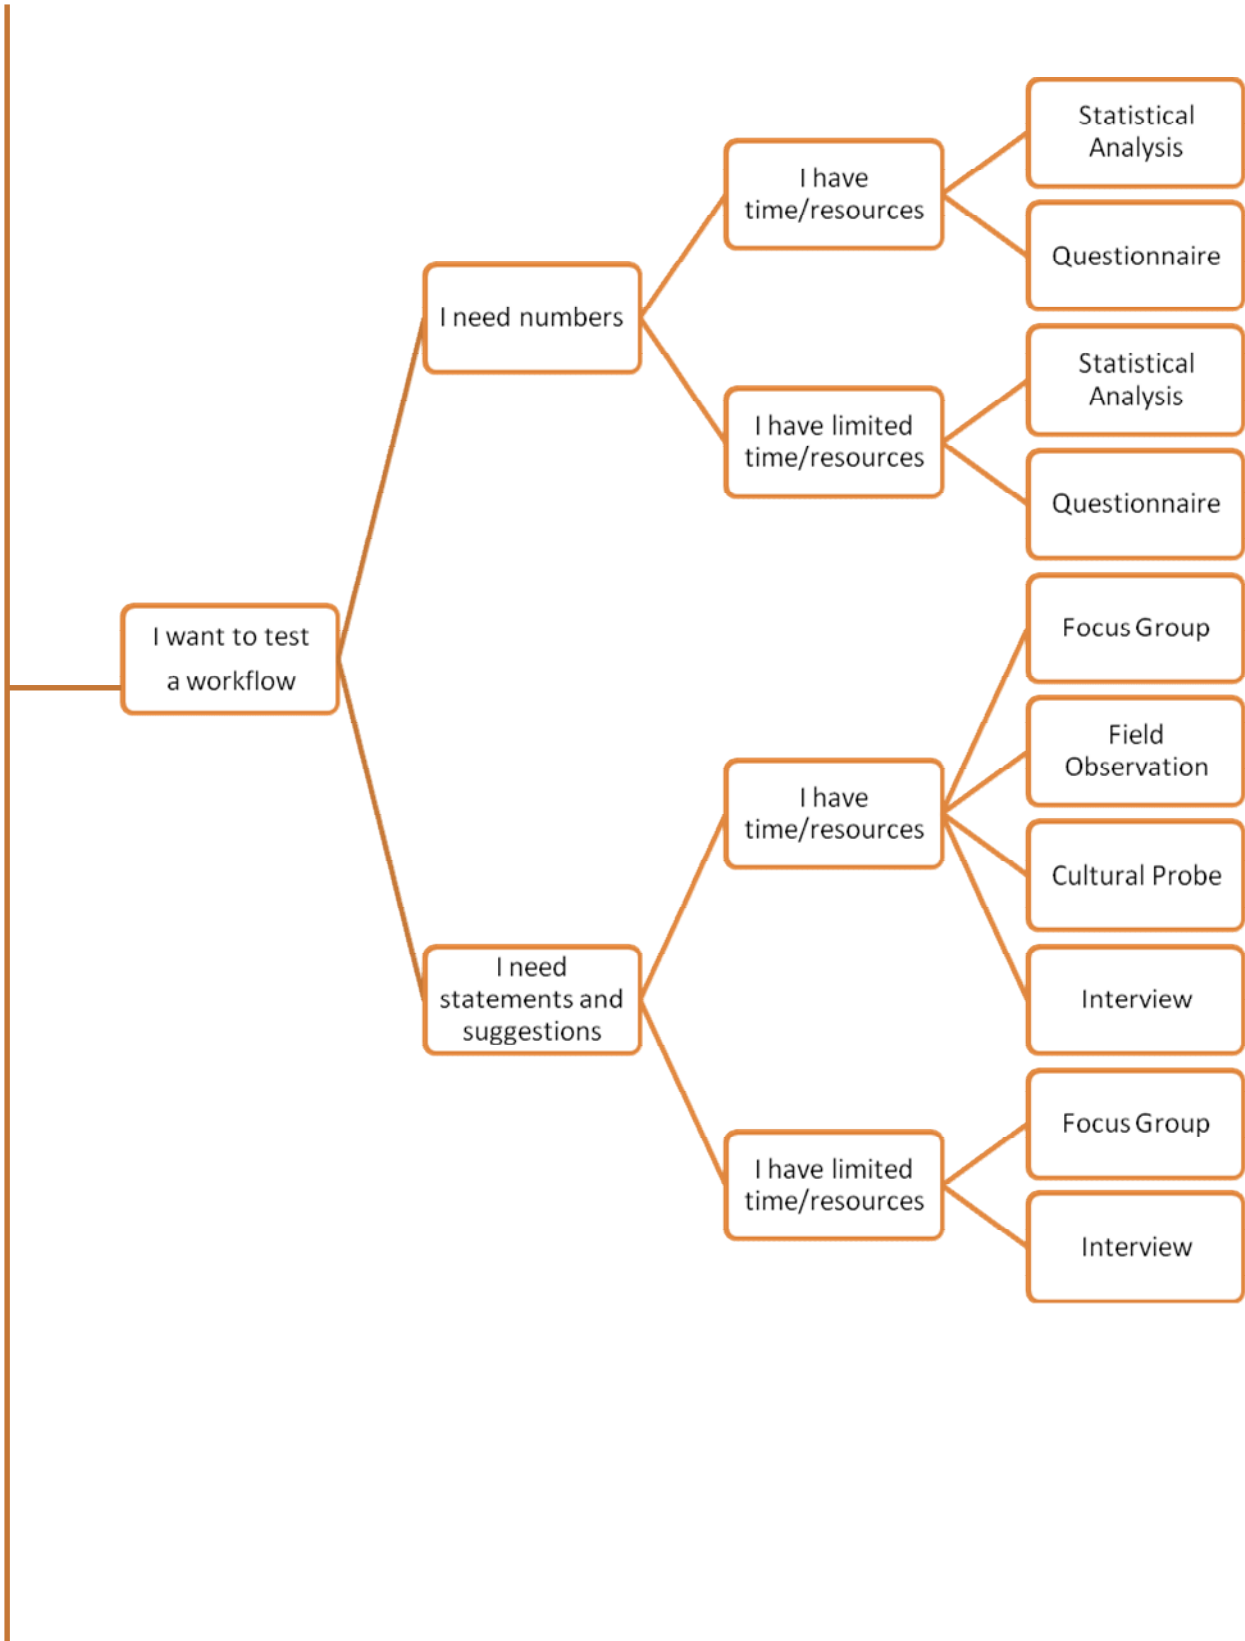 I want to test
a workflow
I need numbers
I have
time/resources
Statistical
Analysis
Questionnaire
I have limited
time/resources
Statistical
Analysis
Questionnaire
I need
statements and
suggestions
I have
time/resources
Focus Group
Field
Observation
Cultural Probe
Interview
I have limited
time/resources
Focus Group
Interview